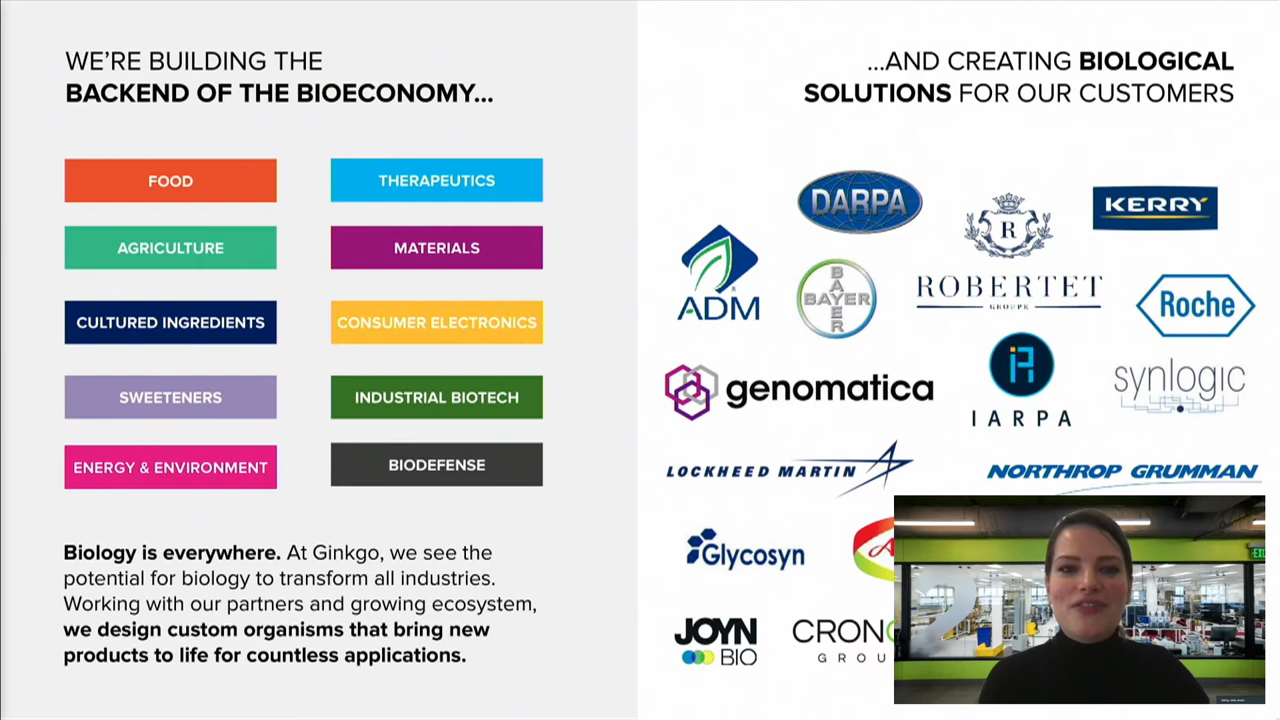 WE'RE BUILDING THE
BACKEND OF THE BIOECONOMY...
FOOD
THERAPEUTICS
AGRICULTURE
MATERIALS
CULTURED INGREDIENTS
CONSUMER ELECTRONICS
SWEETENERS
INDUSTRIAL BIOTECH
ENERGY & ENVIRONMENT
BIODEFENSE
Biology is everywhere. At Ginkgo, we see the
potential for biology to transform all industries.
Working with our partners and growing ecosystem,
we design custom organisms that bring new
products to life for countless applications.
...AND CREATING BIOLOGICAL
SOLUTIONS FOR OUR CUSTOMERS
DARPA
R
KERRY
ADM
BAYER
BAYER
ROBERTET
GROUPE
Roche
genomatica
IARPA
synlogic
LOCKHEED MARTIN
NORTHROP GRUMMAN
Glycosyn
A
JOYN
BIO
CRON
GROU
EXI